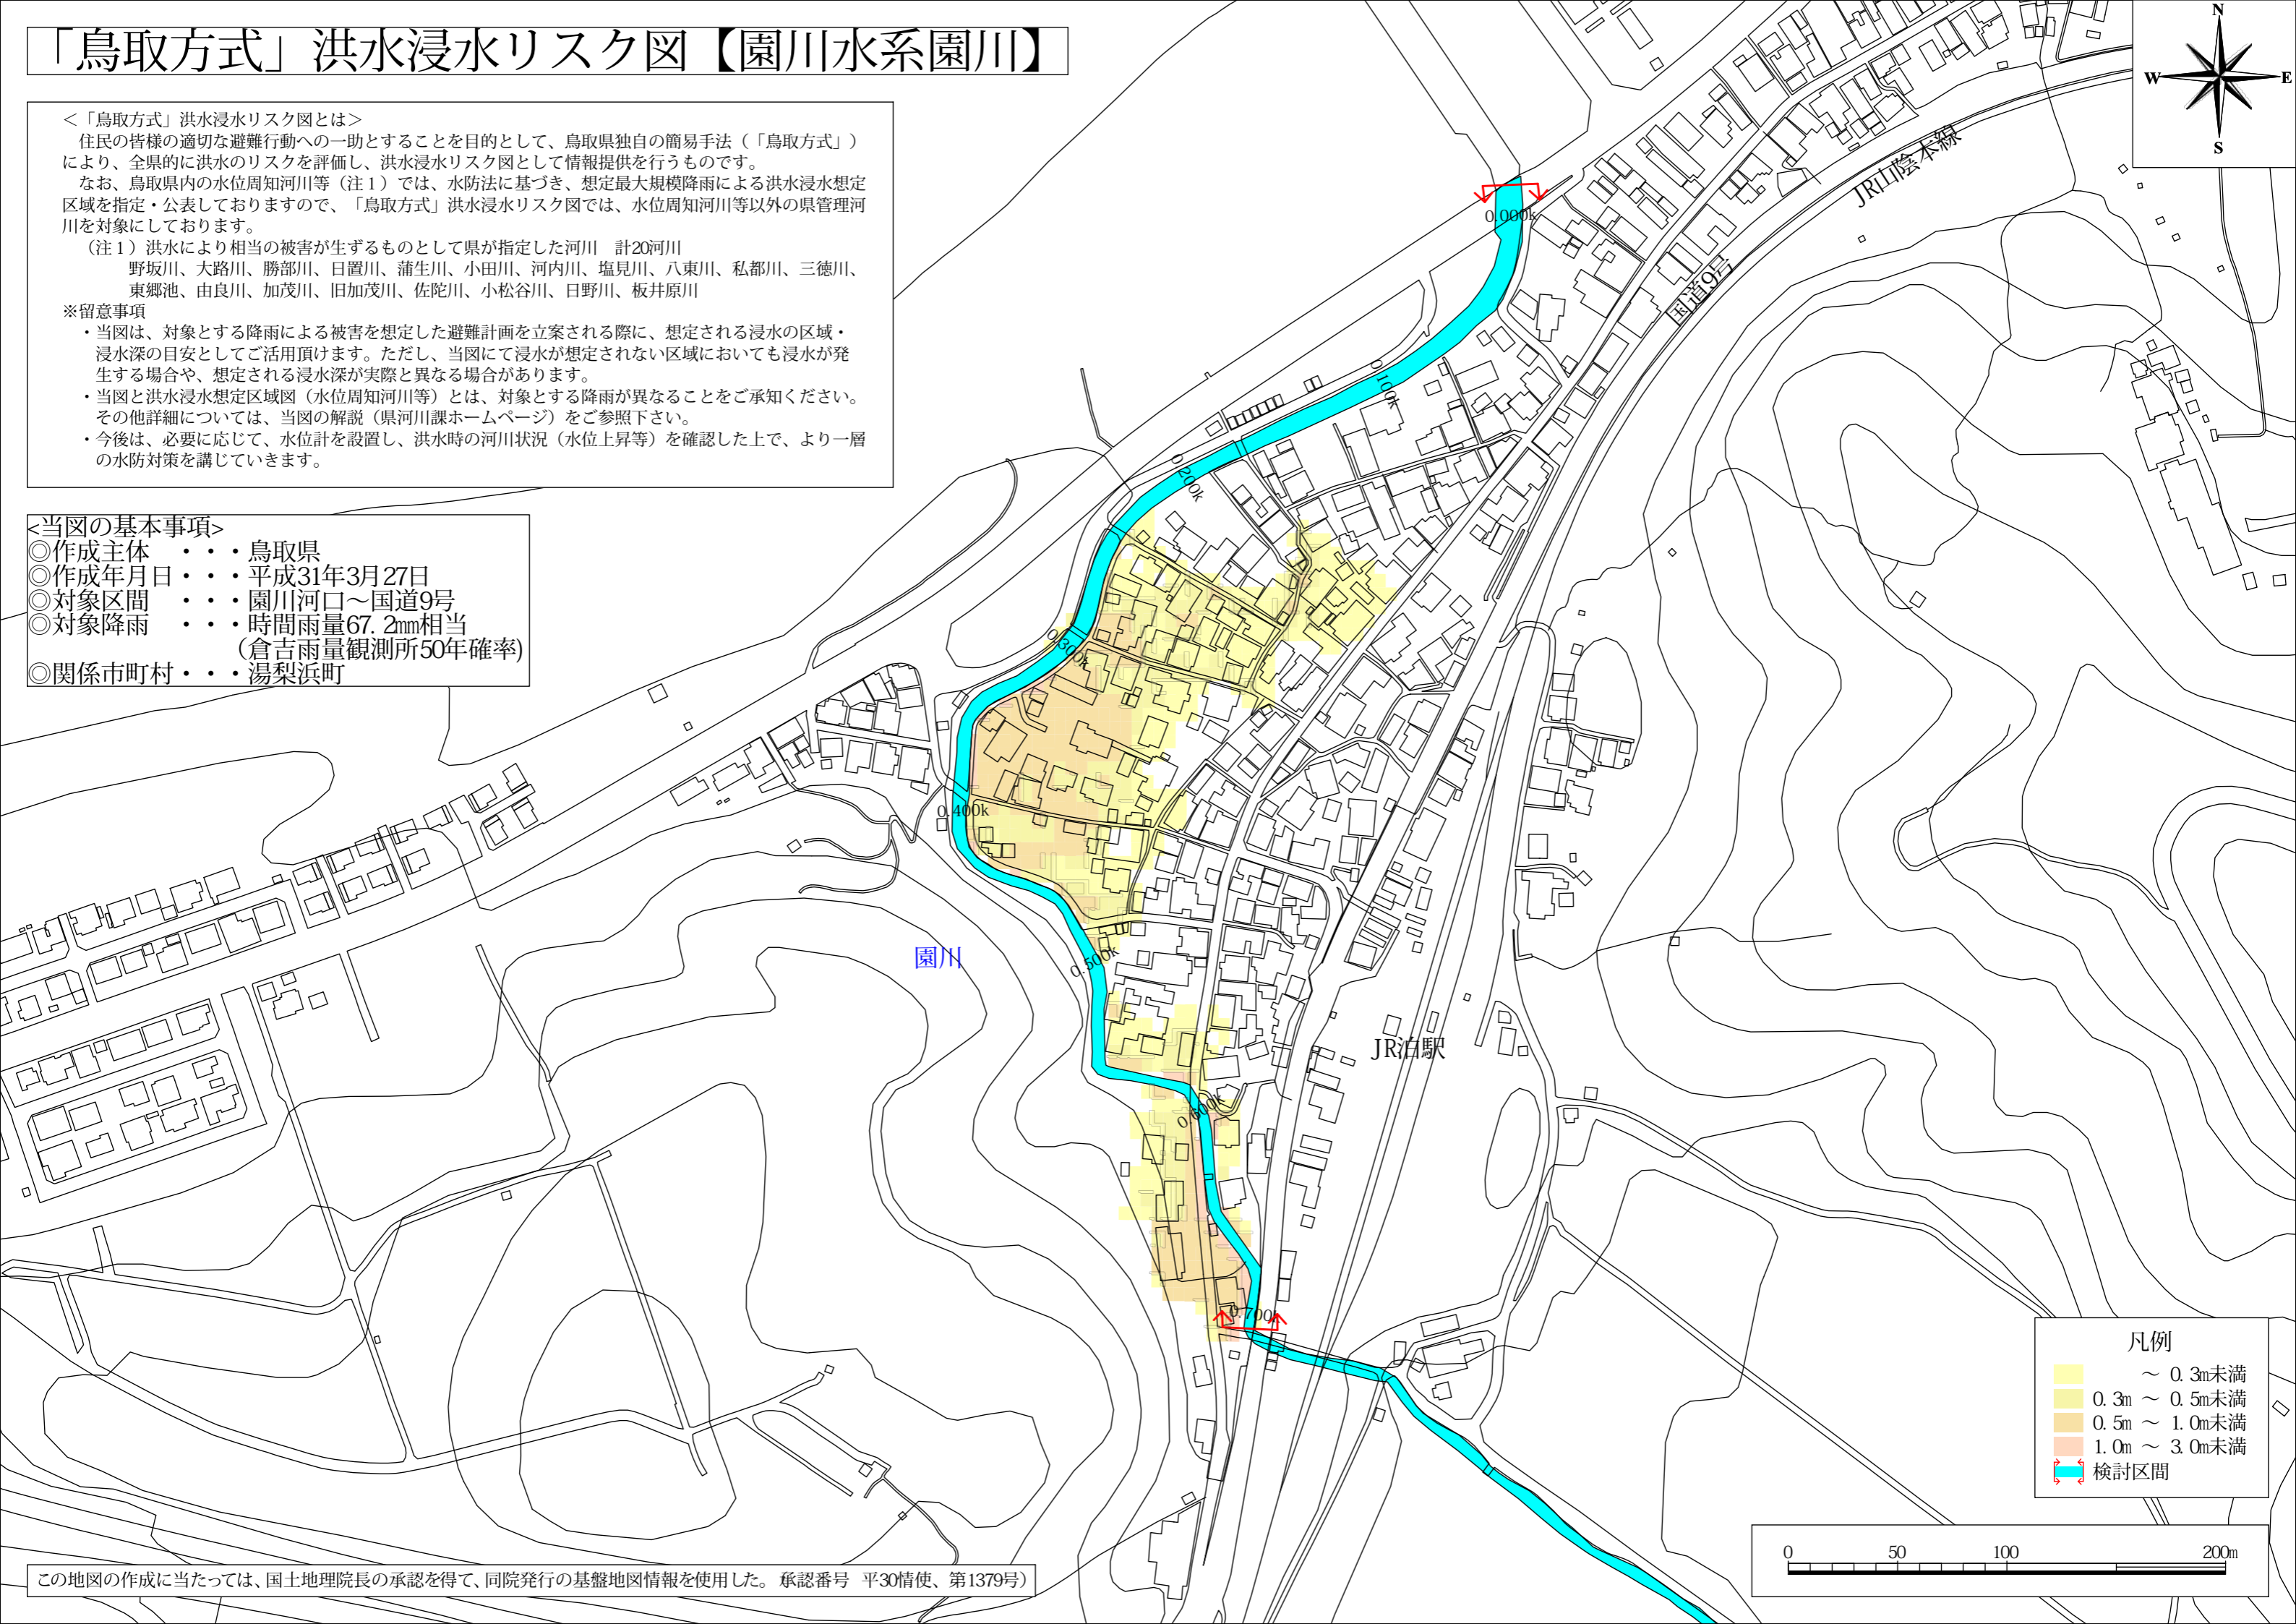 「鳥取方式」洪水浸水リスク図【園川水系園川】
＜「鳥取方式」洪水浸水リスク図とは＞
住民の皆様の適切な避難行動への一助とすることを目的として、鳥取県独自の簡易手法（「鳥取方式」）
により、全県的に洪水のリスクを評価し、洪水浸水リスク図として情報提供を行うものです。
なお、鳥取県内の水位周知河川等（注１）では、水防法に基づき、想定最大規模降雨による洪水浸水想定
区域を指定・公表しておりますので、「鳥取方式」洪水浸水リスク図では、水位周知河川等以外の県管理河
川を対象にしております。
（注１）洪水により相当の被害が生ずるものとして県が指定した河川　計20河川
野坂川、大路川、勝部川、日置川、蒲生川、小田川、河内川、塩見川、八東川、私都川、三徳川、
東郷池、由良川、加茂川、旧加茂川、佐陀川、小松谷川、日野川、板井原川
※留意事項
・当図は、対象とする降雨による被害を想定した避難計画を立案される際に、想定される浸水の区域・
浸水深の目安としてご活用頂けます。ただし、当図にて浸水が想定されない区域においても浸水が発
生する場合や、想定される浸水深が実際と異なる場合があります。
・当図と洪水浸水想定区域図（水位周知河川等）とは、対象とする降雨が異なることをご承知ください。
その他詳細については、当図の解説（県河川課ホームページ）をご参照下さい。
・今後は、必要に応じて、水位計を設置し、洪水時の河川状況（水位上昇等）を確認した上で、より一層
の水防対策を講じていきます。
<当図の基本事項>
◎作成主体　・・・鳥取県
◎作成年月日・・・平成31年3月27日
◎対象区間　・・・園川河口～国道9号
◎対象降雨　・・・時間雨量67.2㎜相当
(倉吉雨量観測所50年確率)
◎関係市町村・・・湯梨浜町
N
W
E
S
JR山陰本線
国道9号
0.000k
0.100k
0.200k
0.300k
0.400k
0.500k
0.600k
0.700k
園川
JR泊駅
凡例
～ 0.3m未満
0.3m ～ 0.5m未満
0.5m ～ 1.0m未満
1.0m ～ 3.0m未満
検討区間
0 50 100 200m
この地図の作成に当たっては、国土地理院長の承認を得て、同院発行の基盤地図情報を使用した。（承認番号　平30情使、第1379号）